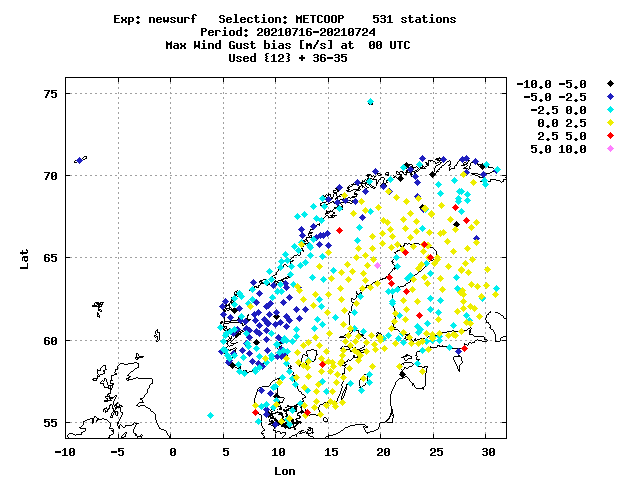 Exp: newsurf Selection: METCOOP 531 stations
Period: 20210716-20210724
Max Wind Gust bias [m/s] at 00 UTC
Used {12} + 36-35
-10.0 -5.0
-5.0 -2.5
-2.5 0.0
0.0 2.5
2.5 5.0
5.0 10.0
75
70
65
60
55
Lat
-10 -5 0 5 10 15 20 25 30
Lon